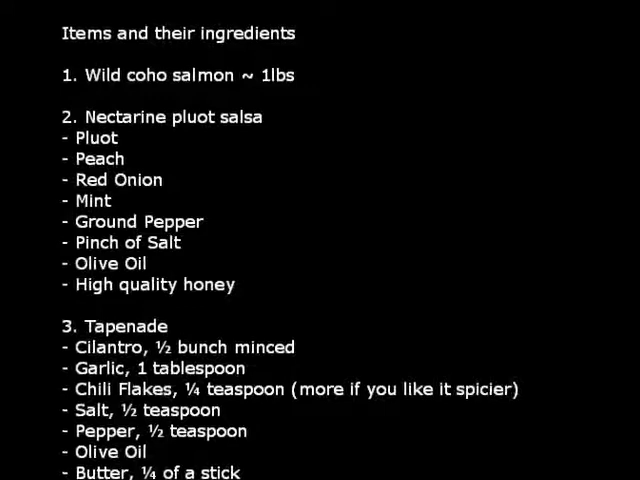 Items and their ingredients
1. Wild coho salmon ~ 1lbs
2. Nectarine pluot salsa
- Pluot
- Peach
- Red Onion
- Mint
- Ground Pepper
- Pinch of Salt
- Olive Oil
- High quality honey
3. Tapenade
- Cilantro, ½ bunch minced
- Garlic, 1 tablespoon
- Chili Flakes, ¼ teaspoon (more if you like it spicier)
- Salt, ½ teaspoon
- Pepper, ½ teaspoon
- Olive Oil
- Butter, ¼ of a stick